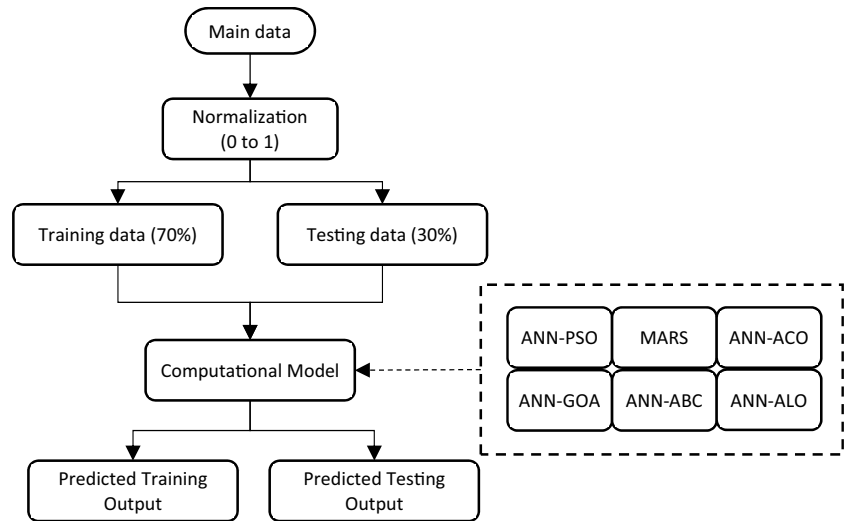 Main data
Normalization
(0 to 1)
Training data (70%)
Testing data (30%)
Computational Model
ANN-PSO
MARS
ANN-ACO
ANN-GOA
ANN-ABC
ANN-ALO
Predicted Training
Output
Predicted Testing
Output